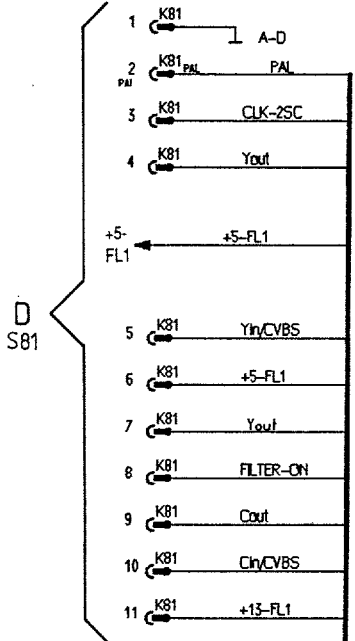 1 K81 A-D
2 PAL K81 PAL PAL
3 K81 CLK-2SC
4 K81 Yout
+5-FL1 +5-FL1
D
S81
5 K81 Yin/CVBS
6 K81 +5-FL1
7 K81 Yout
8 K81 FILTER-ON
9 K81 Cout
10 K81 Cin/CVBS
11 K81 +13-FL1